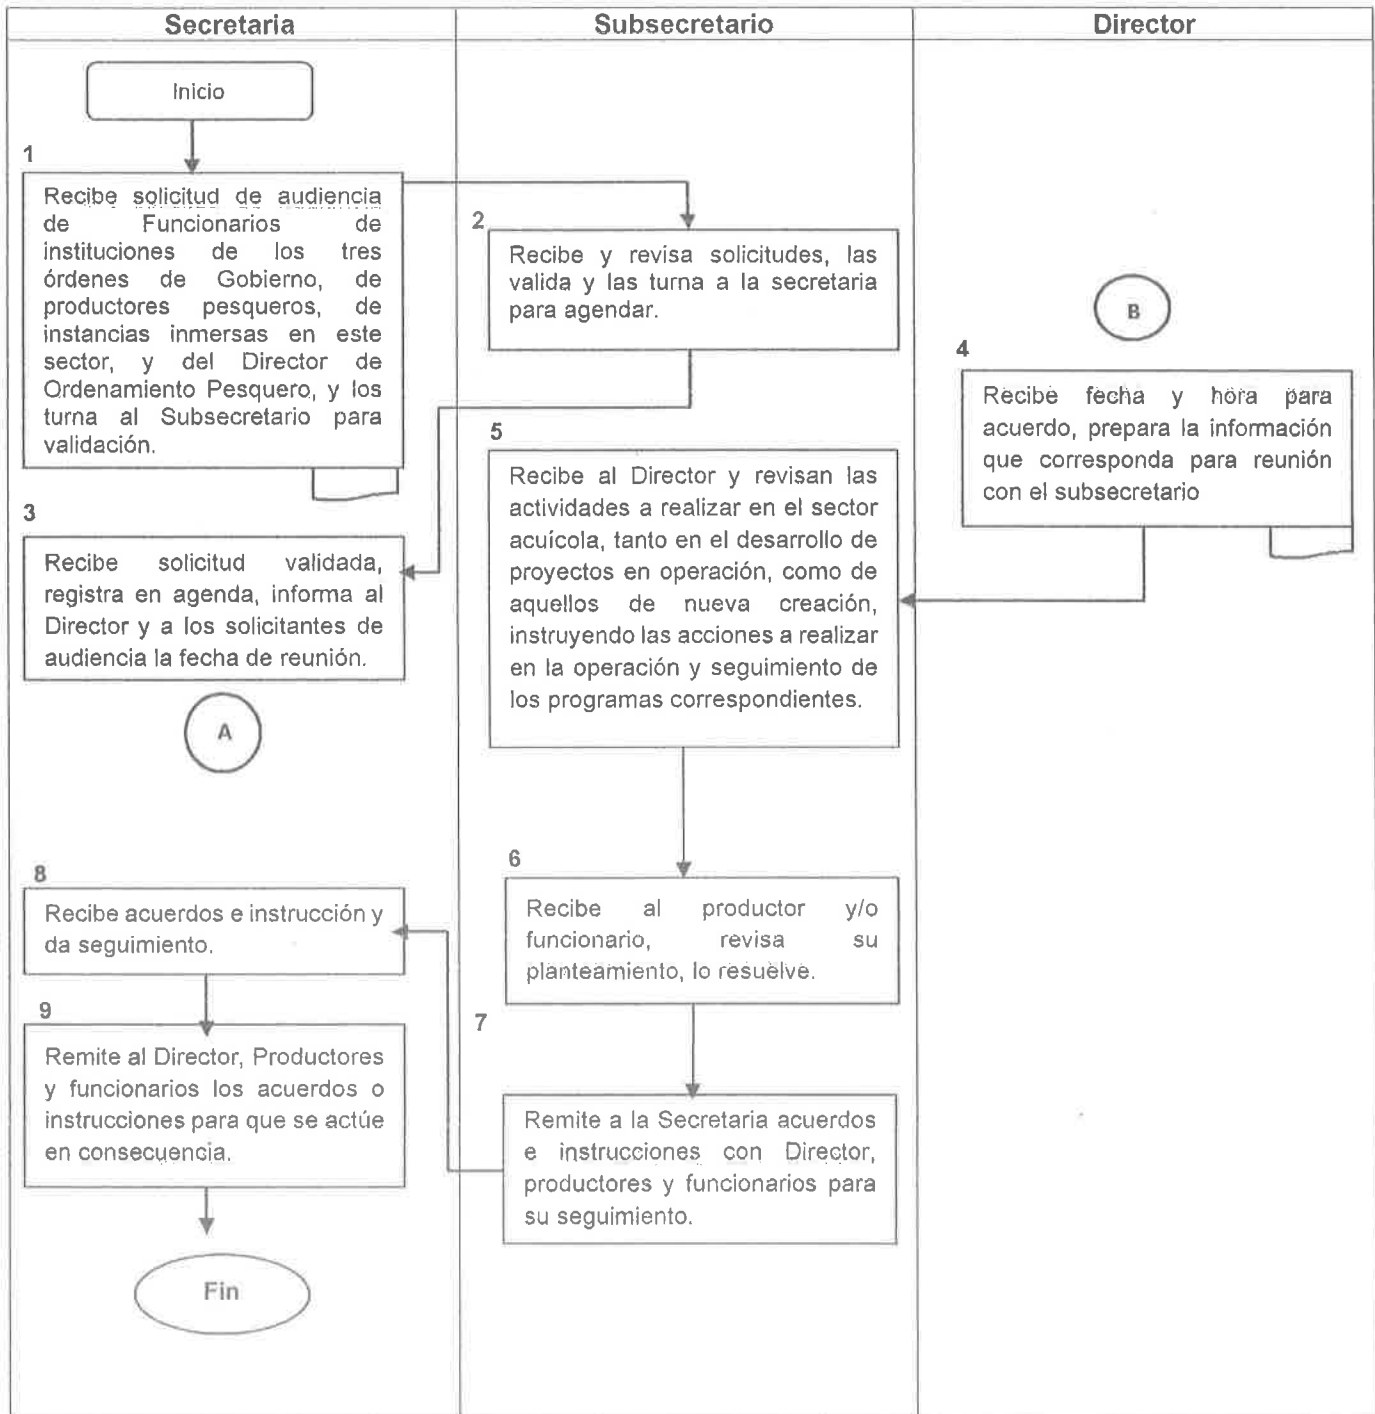 Secretaria
Subsecretario
Director
Inicio
1
Recibe solicitud de audiencia
de Funcionarios de
instituciones de los tres
órdenes de Gobierno, de
productores pesqueros, de
instancias inmersas en este
sector, y del Director de
Ordenamiento Pesquero, y los
turna al Subsecretario para
validación.
2
Recibe y revisa solicitudes, las
valida y las turna a la secretaria
para agendar.
3
Recibe solicitud validada,
registra en agenda, informa al
Director y a los solicitantes de
audiencia la fecha de reunión.
A
B
4
Recibe fecha y hora para
acuerdo, prepara la información
que corresponda para reunión
con el subsecretario
5
Recibe al Director y revisan las
actividades a realizar en el sector
acuícola, tanto en el desarrollo de
proyectos en operación, como de
aquellos de nueva creación,
instruyendo las acciones a realizar
en la operación y seguimiento de
los programas correspondientes.
6
Recibe al productor y/o
funcionario, revisa su
planteamiento, lo resuelve.
7
Remite a la Secretaria acuerdos
e instrucciones con Director,
productores y funcionarios para
su seguimiento.
8
Recibe acuerdos e instrucción y
da seguimiento.
9
Remite al Director, Productores
y funcionarios los acuerdos o
instrucciones para que se actúe
en consecuencia.
Fin